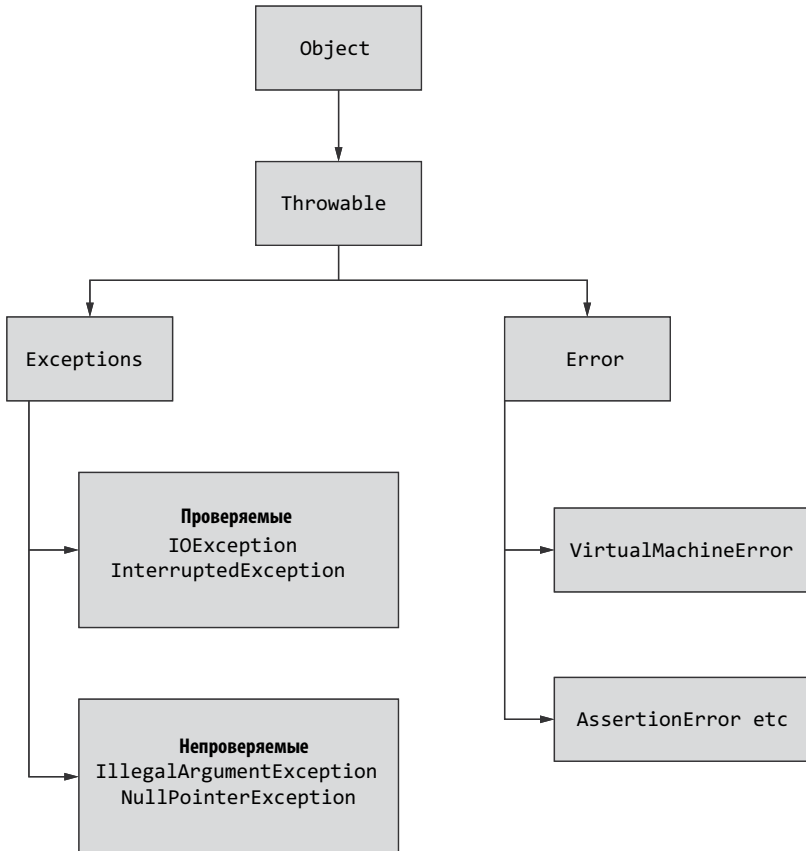 Object
Throwable
Exceptions
Error
Проверяемые
IOException
InterruptedException
VirtualMachineError
AssertionError etc
Непроверяемые
IllegalArgumentException
NullPointerException